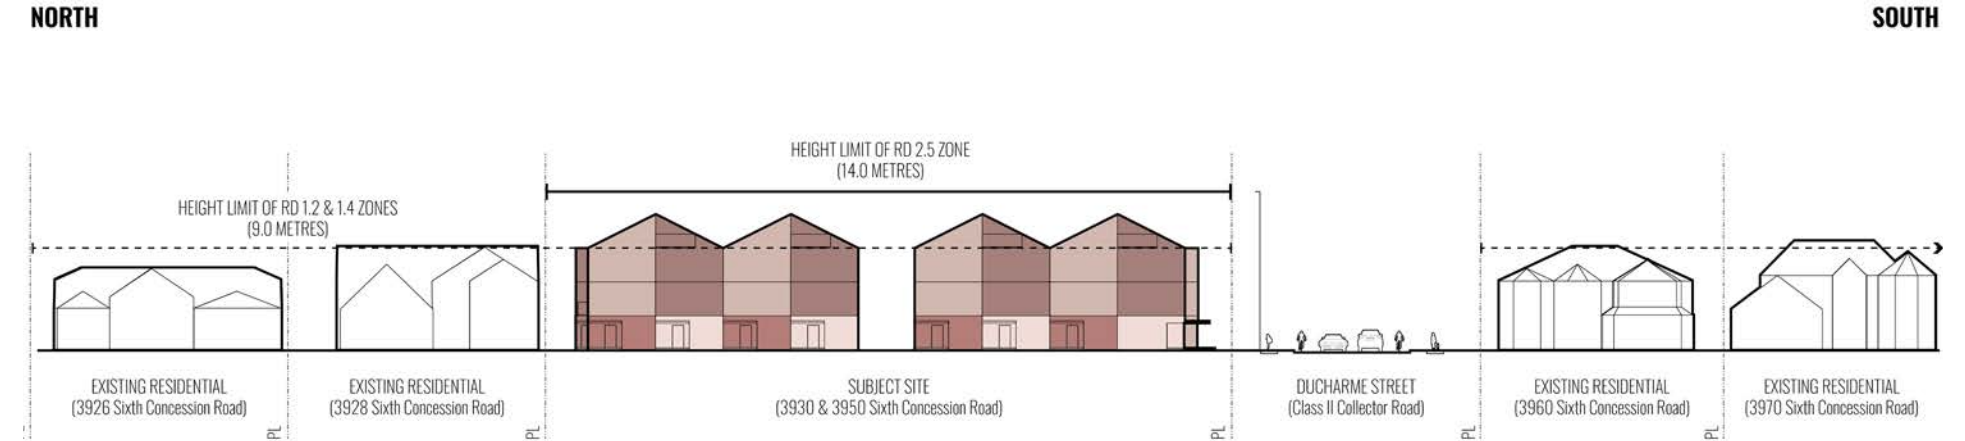 NORTH
SOUTH
HEIGHT LIMIT OF RD 2.5 ZONE
(14.0 METRES)
HEIGHT LIMIT OF RD 1.2 & 1.4 ZONES
(9.0 METRES)
EXISTING RESIDENTIAL
(3926 Sixth Concession Road)
EXISTING RESIDENTIAL
(3928 Sixth Concession Road)
SUBJECT SITE
(3930 & 3950 Sixth Concession Road)
DUCHARME STREET
(Class II Collector Road)
EXISTING RESIDENTIAL
(3960 Sixth Concession Road)
EXISTING RESIDENTIAL
(3970 Sixth Concession Road)
PL
PL
PL
PL
PL